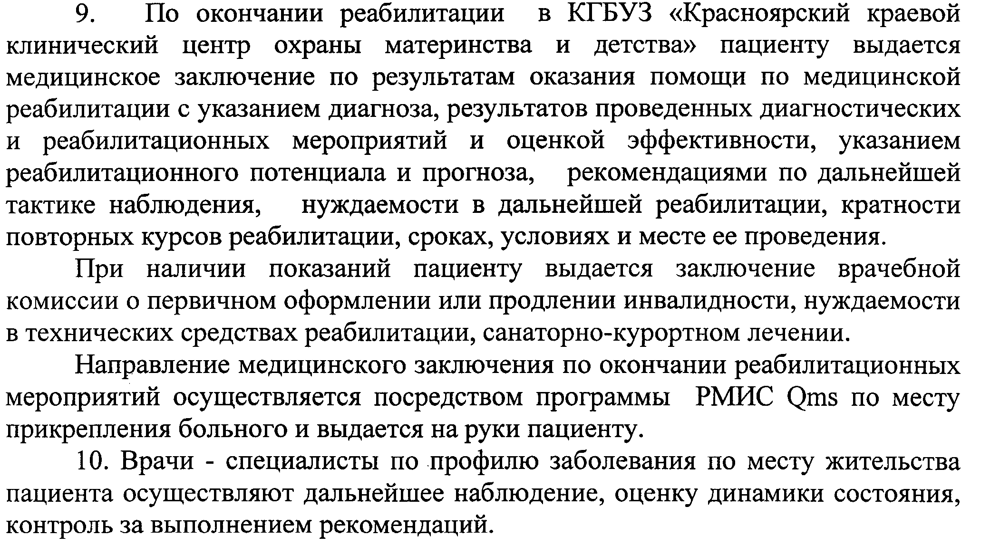 9. По окончании реабилитации в КГБУЗ «Красноярский краевой
клинический центр охраны материнства и детства» пациенту выдается
медицинское заключение по результатам оказания помощи по медицинской
реабилитации с указанием диагноза, результатов проведенных диагностических
и реабилитационных мероприятий и оценкой эффективности, указанием
реабилитационного потенциала и прогноза, рекомендациями по дальнейшей
тактике наблюдения, нуждаемости в дальнейшей реабилитации, кратности
повторных курсов реабилитации, сроках, условиях и месте ее проведения.
При наличии показаний пациенту выдается заключение врачебной
комиссии о первичном оформлении или продлении инвалидности, нуждаемости
в технических средствах реабилитации, санаторно-курортном лечении.
Направление медицинского заключения по окончании реабилитационных
мероприятий осуществляется посредством программы РМИС Qms по месту
прикрепления больного и выдается на руки пациенту.
10. Врачи - специалисты по профилю заболевания по месту жительства
пациента осуществляют дальнейшее наблюдение, оценку динамики состояния,
контроль за выполнением рекомендаций.